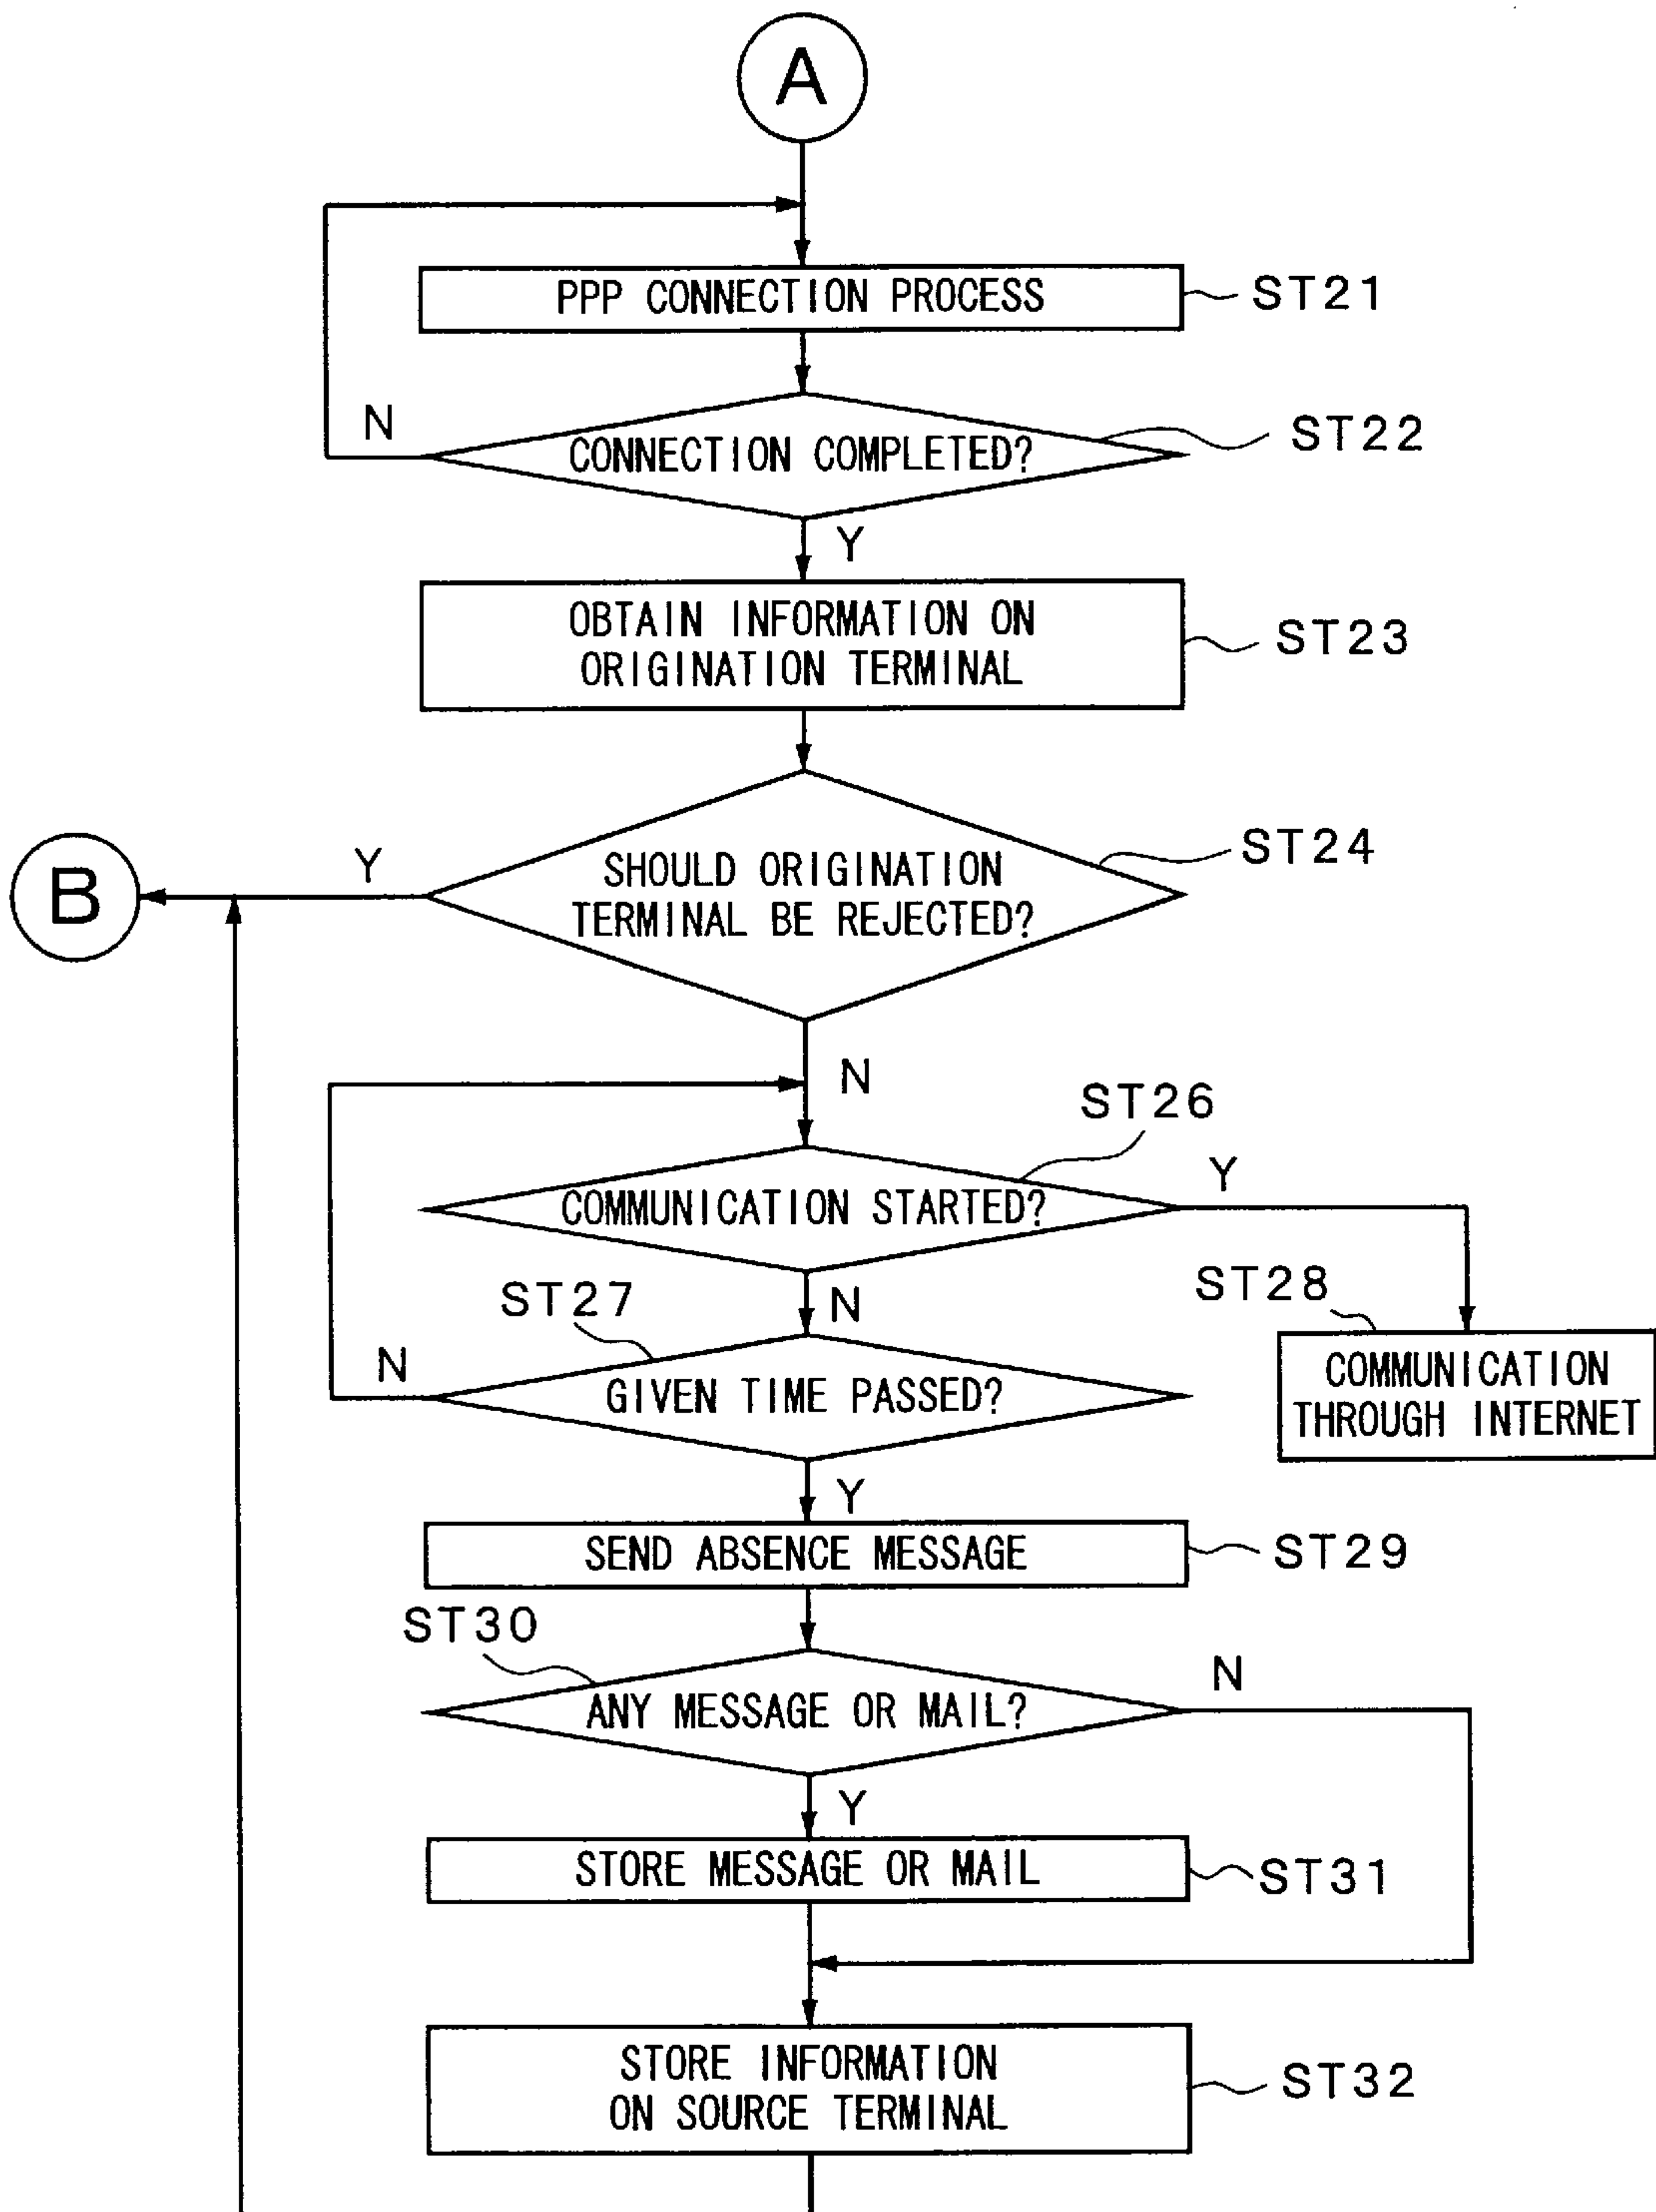 A
PPP CONNECTION PROCESS
ST21
N
CONNECTION COMPLETED?
ST22
Y
OBTAIN INFORMATION ON
ORIGINATION TERMINAL
ST23
B
Y
SHOULD ORIGINATION
TERMINAL BE REJECTED?
ST24
N
ST26
COMMUNICATION STARTED?
Y
ST27
N
ST28
N
GIVEN TIME PASSED?
COMMUNICATION
THROUGH INTERNET
Y
SEND ABSENCE MESSAGE
ST29
ST30
N
ANY MESSAGE OR MAIL?
Y
STORE MESSAGE OR MAIL
ST31
STORE INFORMATION
ON SOURCE TERMINAL
ST32